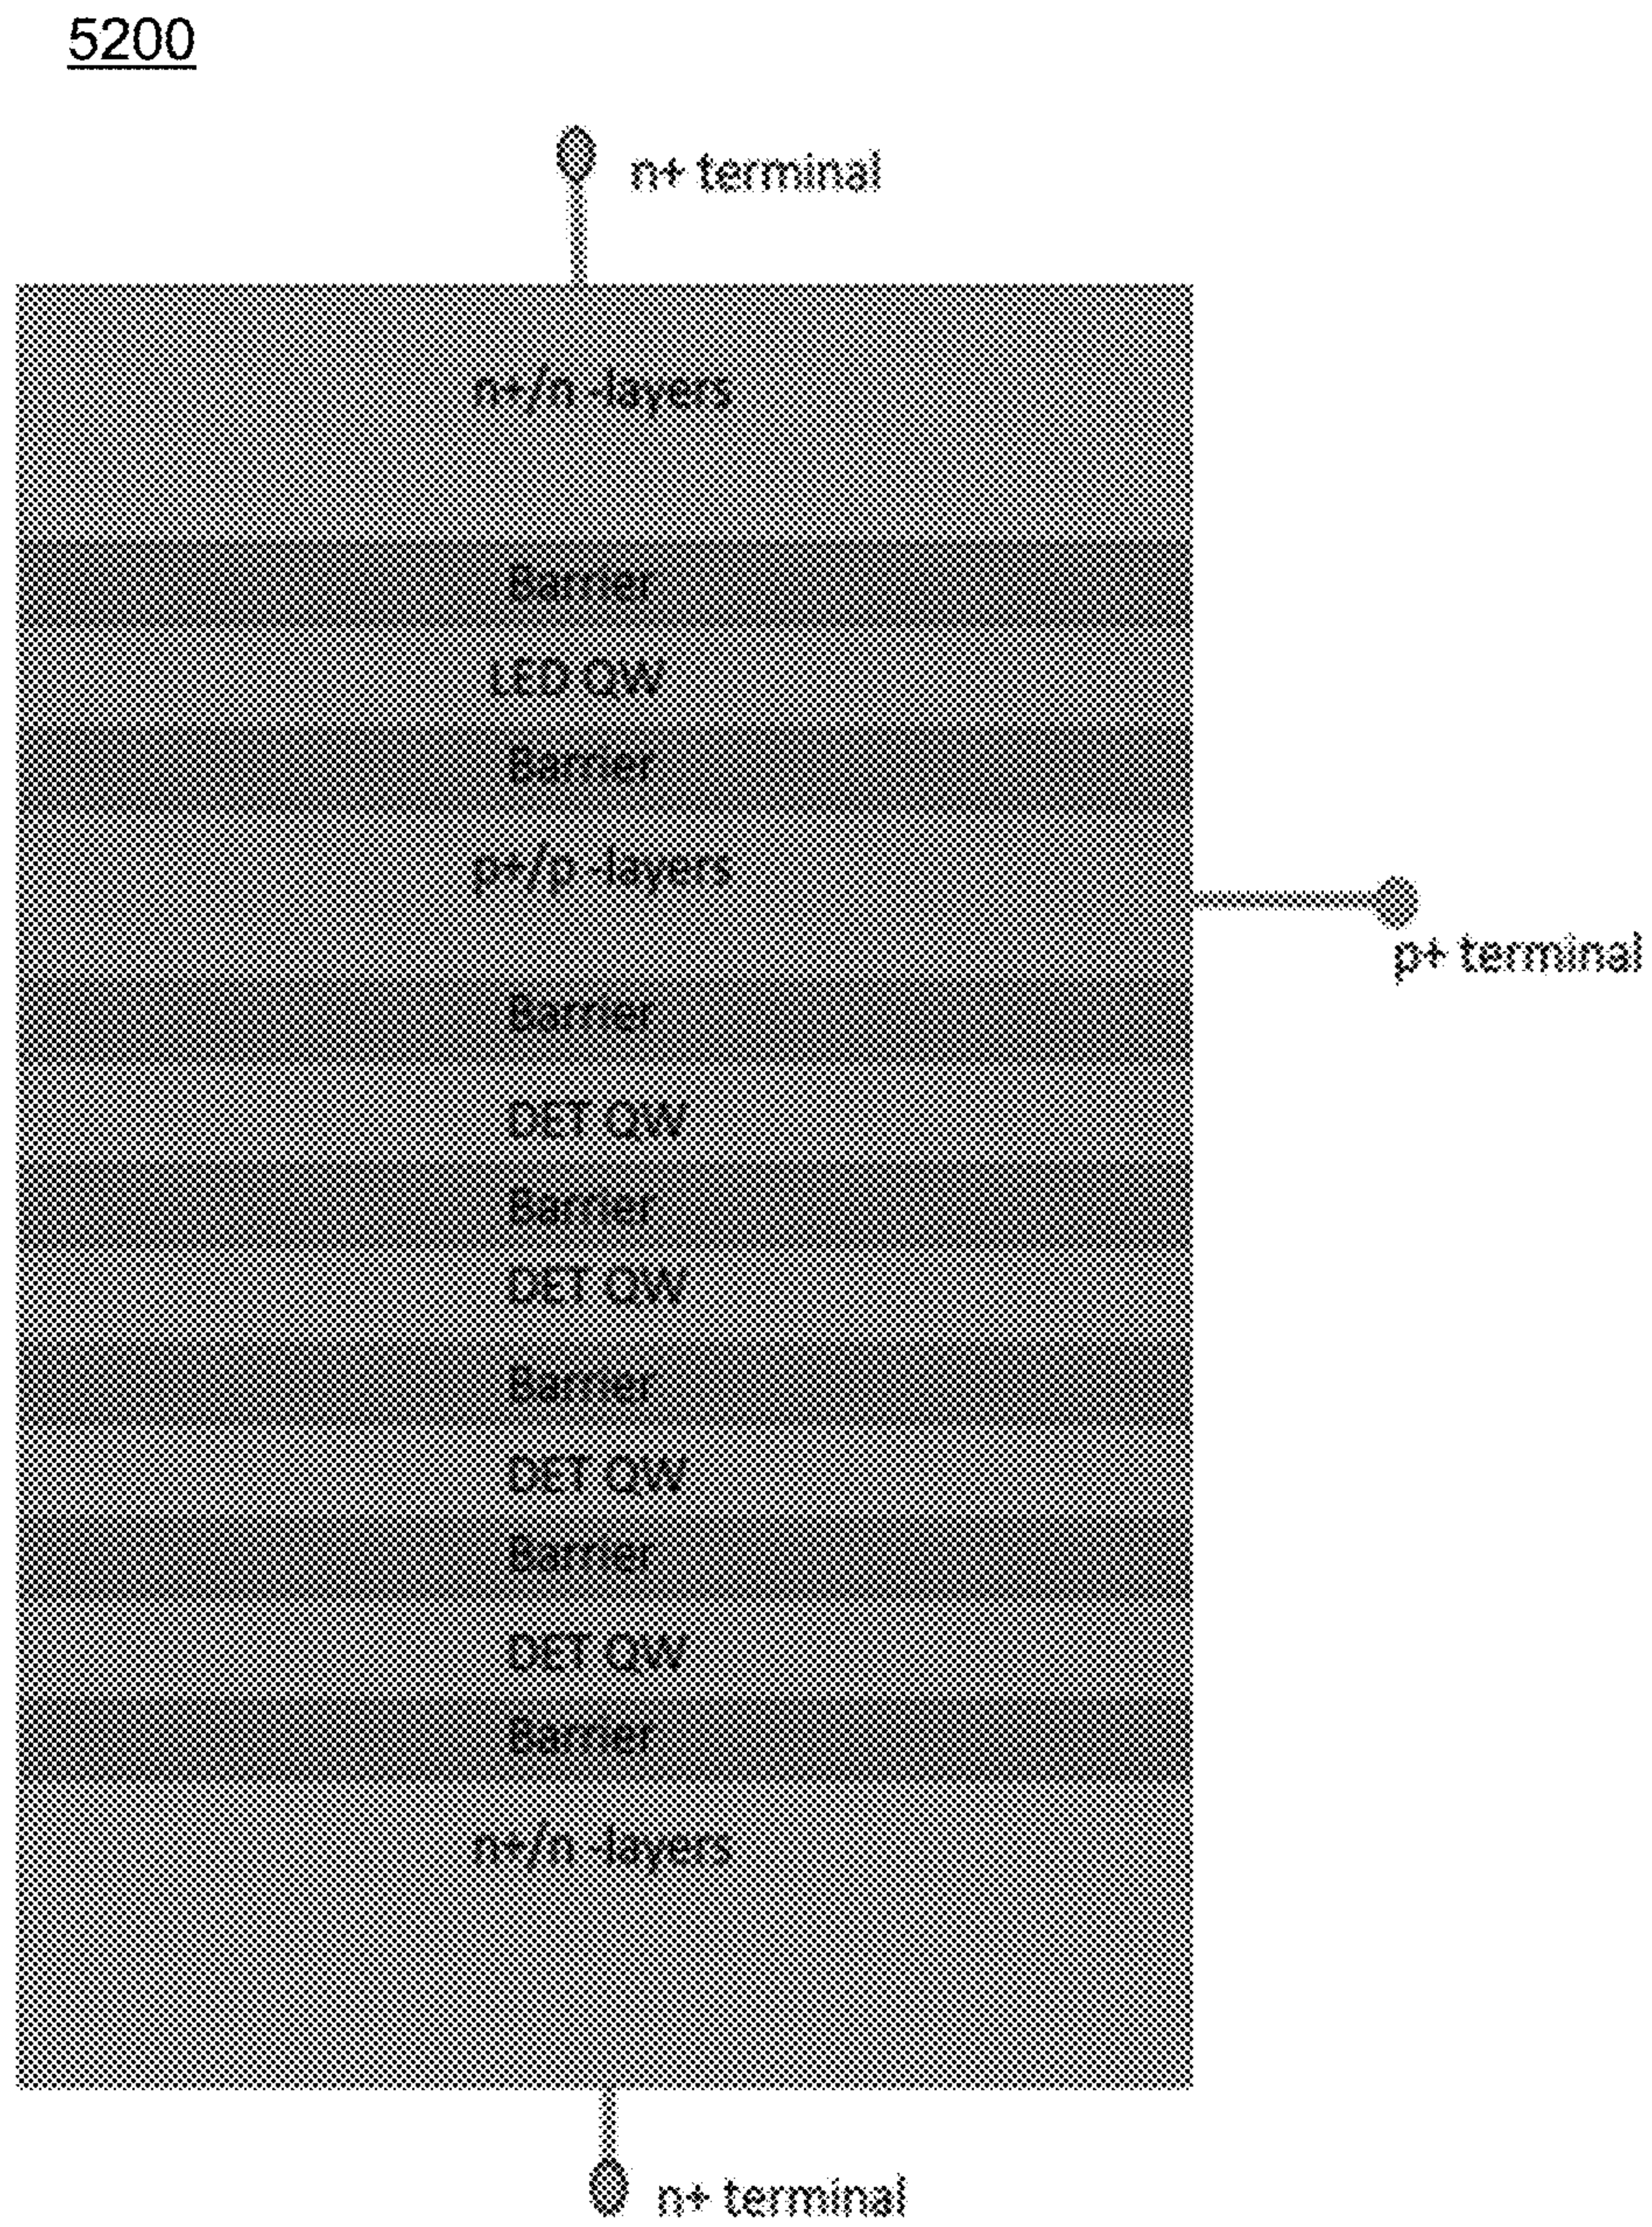 5200
n+ terminal
n+/n -layers
Barrier
LED QW
Barrier
p+/p -layers
p+ terminal
Barrier
DET QW
Barrier
DET QW
Barrier
DET QW
Barrier
DET QW
Barrier
n+/n -layers
n+ terminal